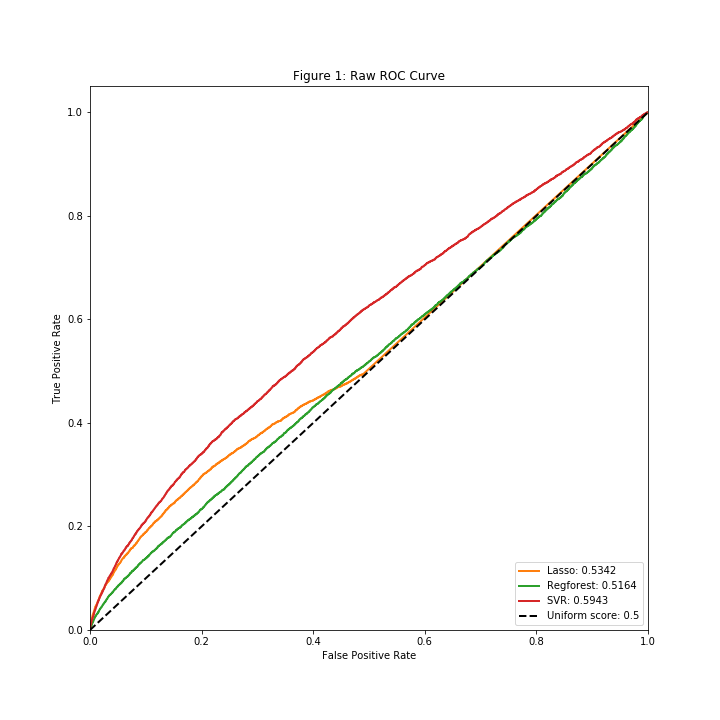 Figure 1: Raw ROC Curve
True Positive Rate
1.0
0.8
0.6
0.4
0.2
0.0
0.0 0.2 0.4 0.6 0.8 1.0
False Positive Rate
Lasso: 0.5342
Regforest: 0.5164
SVR: 0.5943
Uniform score: 0.5